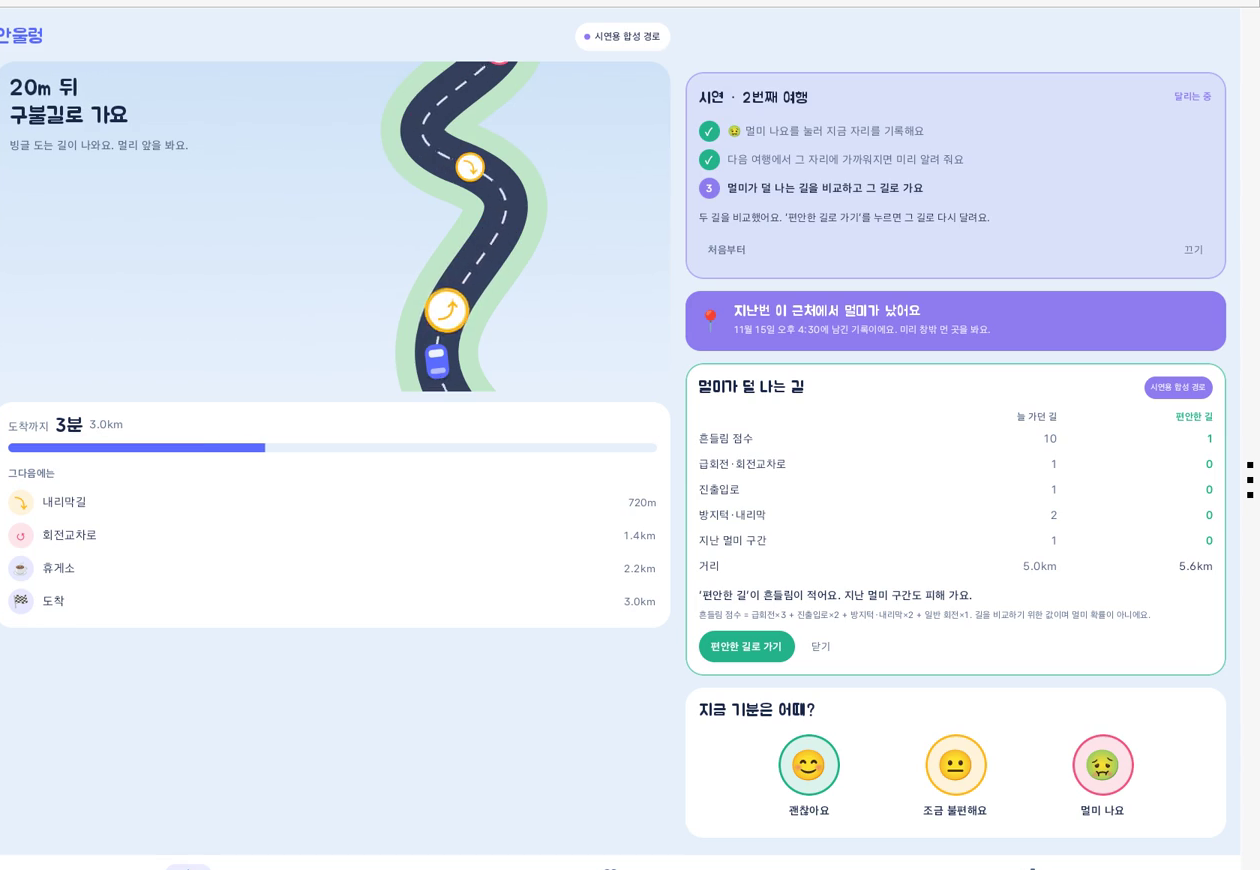 안울렁
시연용 합성 경로
20m 뒤
구불길로 가요
빙글 도는 길이 나와요. 멀리 앞을 봐요.
도착까지 3분 3.0km
그다음에는
내리막길 720m
회전교차로 1.4km
휴게소 2.2km
도착 3.0km
시연 · 2번째 여행 달리는 중
✓ 🤢 멀미 나요를 눌러 지금 자리를 기록해요
✓ 다음 여행에서 그 자리에 가까워지면 미리 알려 줘요
3 멀미가 덜 나는 길을 비교하고 그 길로 가요
두 길을 비교했어요. '편안한 길로 가기'를 누르면 그 길로 다시 달려요.
처음부터 끄기
지난번 이 근처에서 멀미가 났어요
11월 15일 오후 4:30에 남긴 기록이에요. 미리 창밖 먼 곳을 봐요.
멀미가 덜 나는 길 시연용 합성 경로
늘 가던 길 편안한 길
흔들림 점수 10 1
급회전·회전교차로 1 0
진출입로 1 0
방지턱·내리막 2 0
지난 멀미 구간 1 0
거리 5.0km 5.6km
'편안한 길'이 흔들림이 적어요. 지난 멀미 구간도 피해 가요.
흔들림 점수 = 급회전×3 + 진출입로×2 + 방지턱·내리막×2 + 일반 회전×1. 길을 비교하기 위한 값이며 멀미 확률이 아니에요.
편안한 길로 가기 닫기
지금 기분은 어때?
괜찮아요 조금 불편해요 멀미 나요